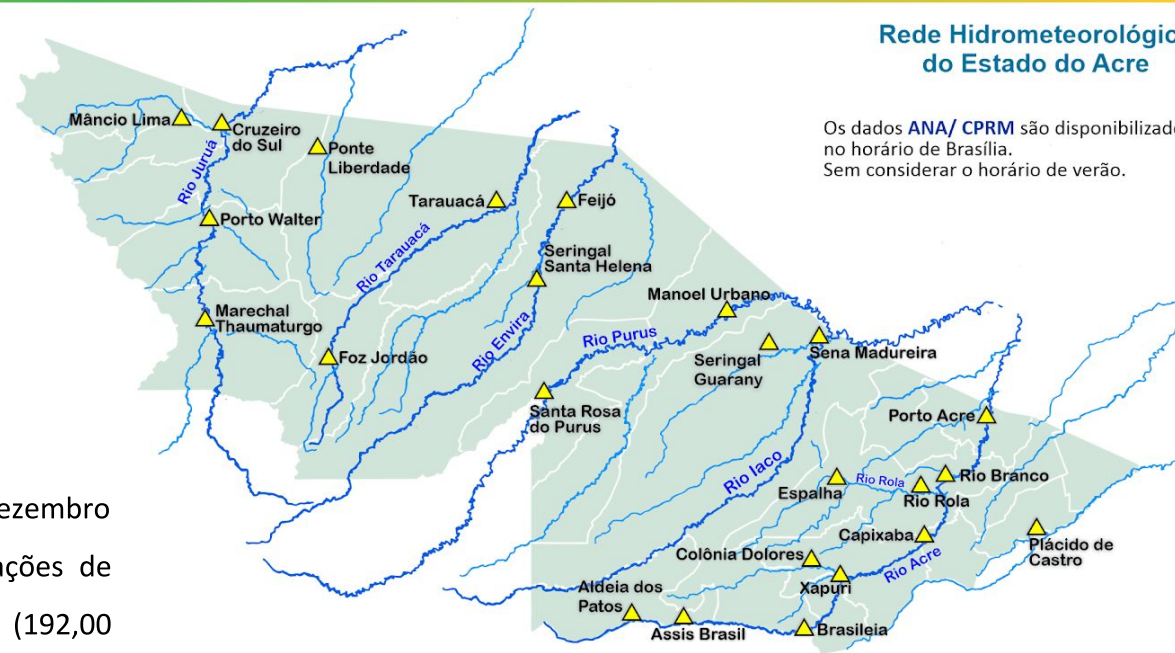 Rede Hidrometeorológic
do Estado do Acre
Os dados ANA/ CPRM são disponibilizad
no horário de Brasília.
Sem considerar o horário de verão.
Mâncio Lima
Cruzeiro
do Sul
Ponte
Liberdade
Rio Juruá
Tarauacá
Feijó
Porto Walter
Rio Tarauacá
Seringal
Santa Helena
Manoel Urbano
Marechal
Thaumaturgo
Foz Jordão
Rio Envira
Rio Purus
Seringal
Guarany
Sena Madureira
Santa Rosa
do Purus
Porto Acre
Rio Iaco
Espalha
Rio Rola
Rio Branco
Rio Rola
ezembro
Capixaba
Plácido de
Castro
Colônia Dolores
Rio Acre
ações de
Xapuri
Aldeia dos
Patos
(192,00
Assis Brasil
Brasileia